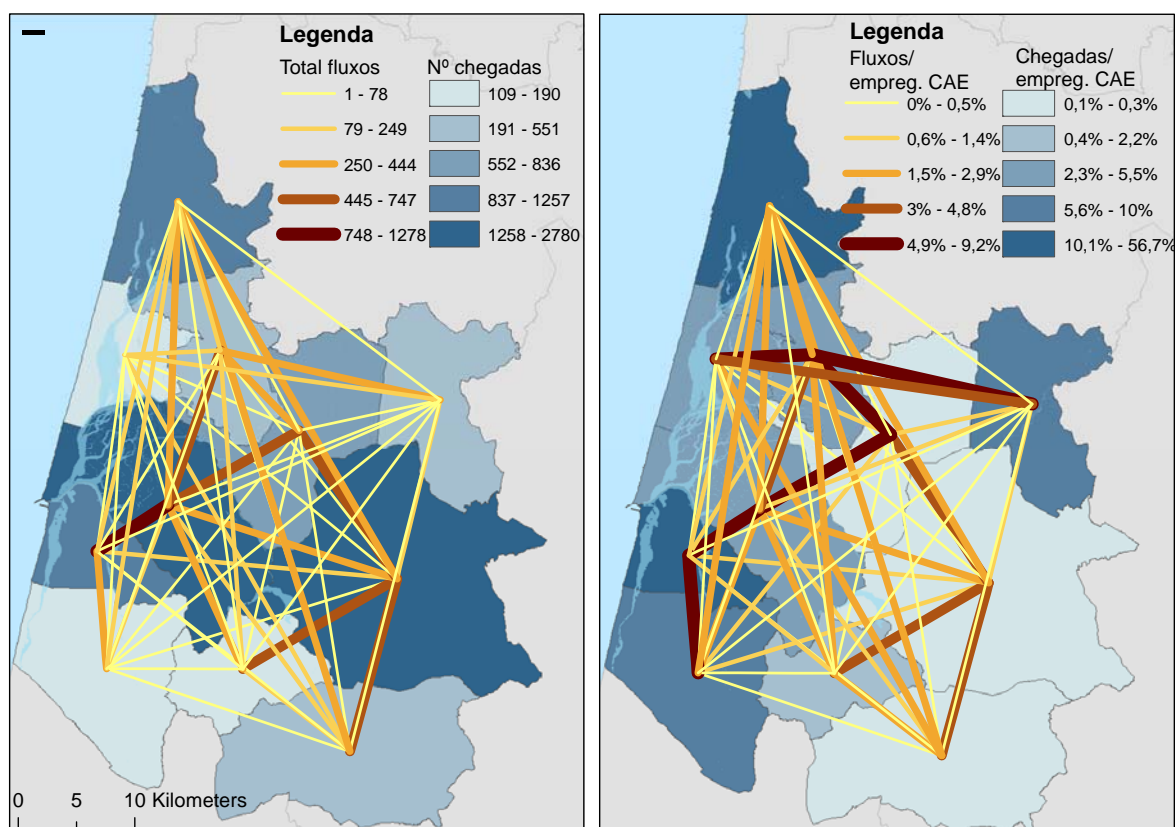 Legenda
Total fluxos Nº chegadas
1 - 78 109 - 190
79 - 249 191 - 551
250 - 444 552 - 836
445 - 747 837 - 1257
748 - 1278 1258 - 2780
0 5 10 Kilometers
Legenda
Fluxos/ Chegadas/
empreg. CAE empreg. CAE
0% - 0,5% 0,1% - 0,3%
0,6% - 1,4% 0,4% - 2,2%
1,5% - 2,9% 2,3% - 5,5%
3% - 4,8% 5,6% - 10%
4,9% - 9,2% 10,1% - 56,7%